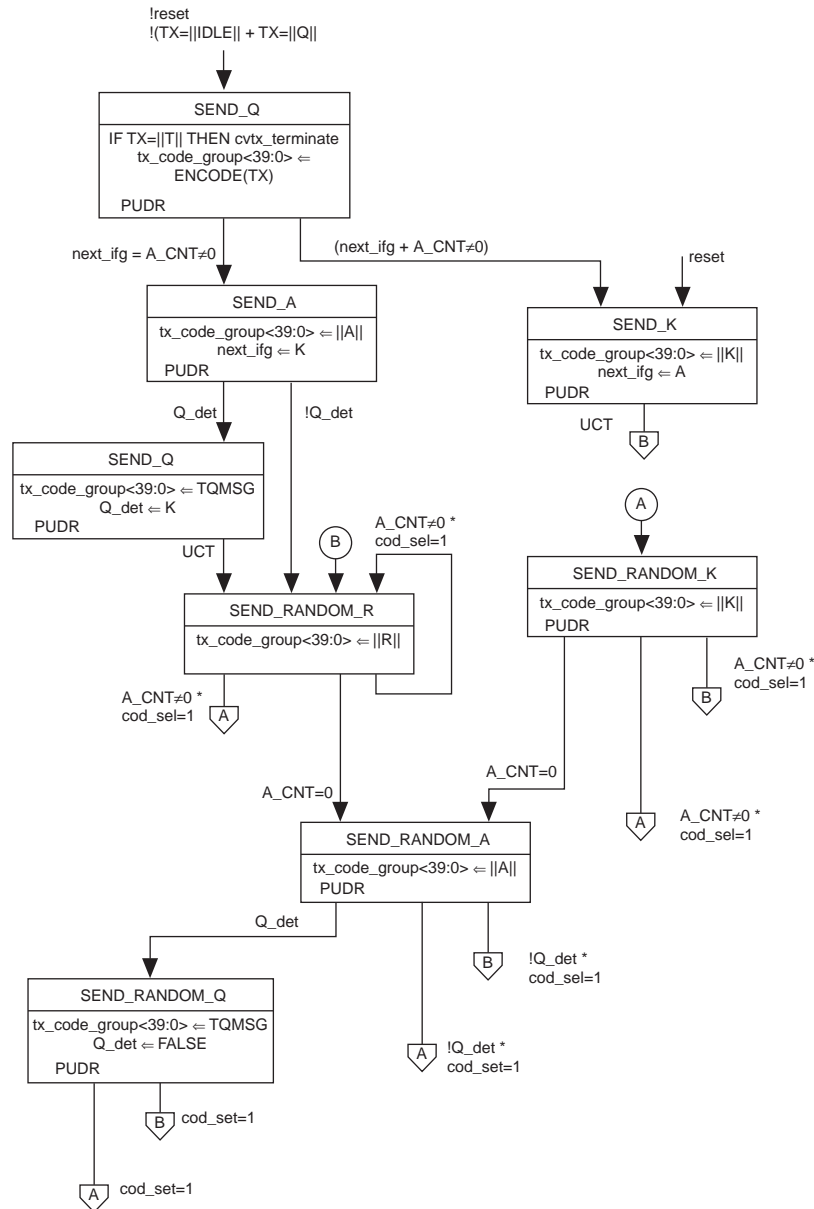 !reset
!(TX=||IDLE|| + TX=||Q||
SEND_Q
IF TX=||T|| THEN cvtx_terminate
tx_code_group<39:0> ⇐
ENCODE(TX)
PUDR
next_ifg = A_CNT≠0
(next_ifg + A_CNT≠0)
reset
SEND_A
tx_code_group<39:0> ⇐ ||A||
next_ifg ⇐ K
PUDR
SEND_K
tx_code_group<39:0> ⇐ ||K||
next_ifg ⇐ A
PUDR
Q_det
!Q_det
UCT
B
SEND_Q
tx_code_group<39:0> ⇐ TQMSG
Q_det ⇐ K
PUDR
UCT
B
A_CNT≠0 *
cod_sel=1
A
SEND_RANDOM_K
tx_code_group<39:0> ⇐ ||K||
PUDR
SEND_RANDOM_R
tx_code_group<39:0> ⇐ ||R||
A_CNT≠0 *
cod_sel=1
A
A_CNT≠0 *
cod_sel=1
B
A_CNT=0
A_CNT=0
A
A_CNT≠0 *
cod_sel=1
SEND_RANDOM_A
tx_code_group<39:0> ⇐ ||A||
PUDR
Q_det
B
!Q_det *
cod_sel=1
A
!Q_det *
cod_set=1
SEND_RANDOM_Q
tx_code_group<39:0> ⇐ TQMSG
Q_det ⇐ FALSE
PUDR
B
cod_set=1
A
cod_set=1